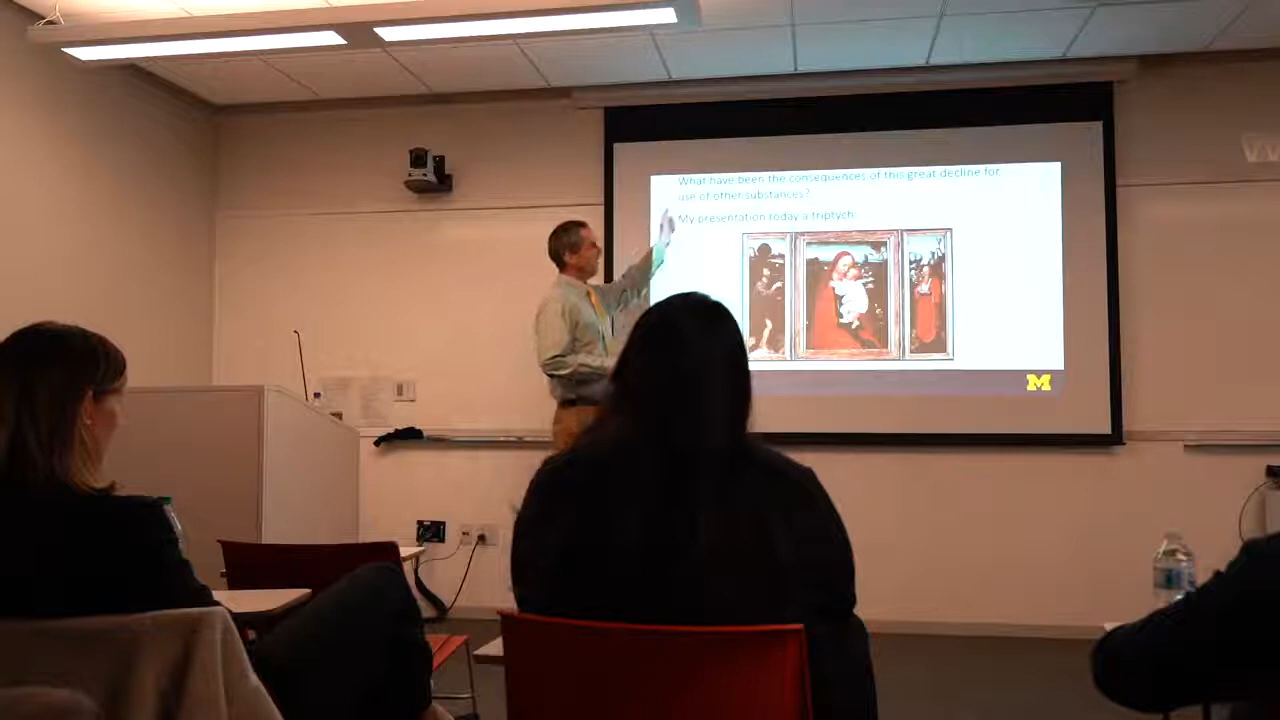 What have been the consequences of this great decline for
use of other substances?
My presentation today a triptych:
M